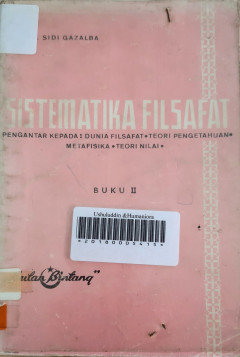 SIDI GAZALBA
SISTEMATIKA FILSAFAT
PENGANTAR KEPADA : DUNIA FILSAFAT • TEORI PENGETAHUAN •
METAFISIKA • TEORI NILAI •
BUKU II
Ushuluddin &Humaniora
Bintang"